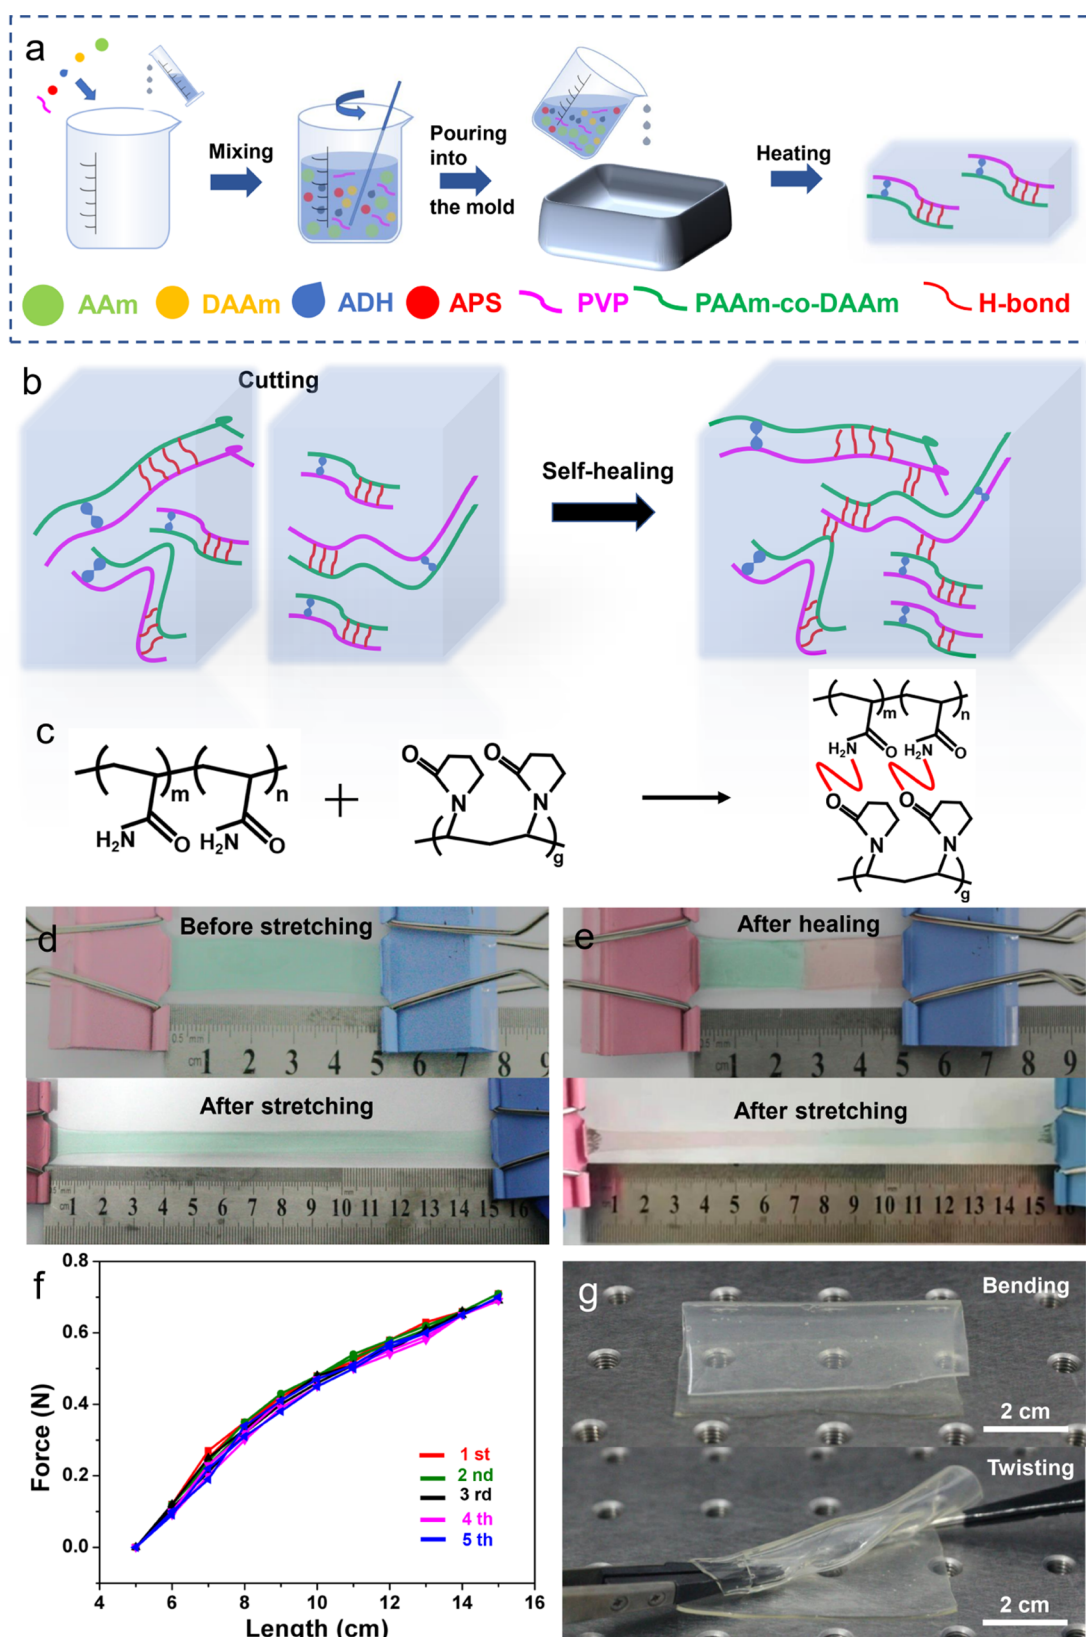 a
Mixing
Pouring
into
the mold
Heating
AAm DAAm ADH APS PVP PAAm-co-DAAm H-bond
b
Cutting
Self-healing
c
m n
H₂N O H₂N O
+
O O
N N
g
m n
H₂N O H₂N O
O O
N N
g
d
Before stretching
0.5 mm
cm 1 2 3 4 5 6 7 8 9
After stretching
1 2 3 4 5 6 7 8 9 10 11 12 13 14 15 16
e
After healing
0.5 mm
cm 1 2 3 4 5 6 7 8 9
After stretching
1 2 3 4 5 6 7 8 9 10 11 12 13 14 15
f
0.8
0.6
0.4
0.2
0.0
Force (N)
1 st
2 nd
3 rd
4 th
5 th
4 6 8 10 12 14 16
Length (cm)
g
Bending
2 cm
Twisting
2 cm